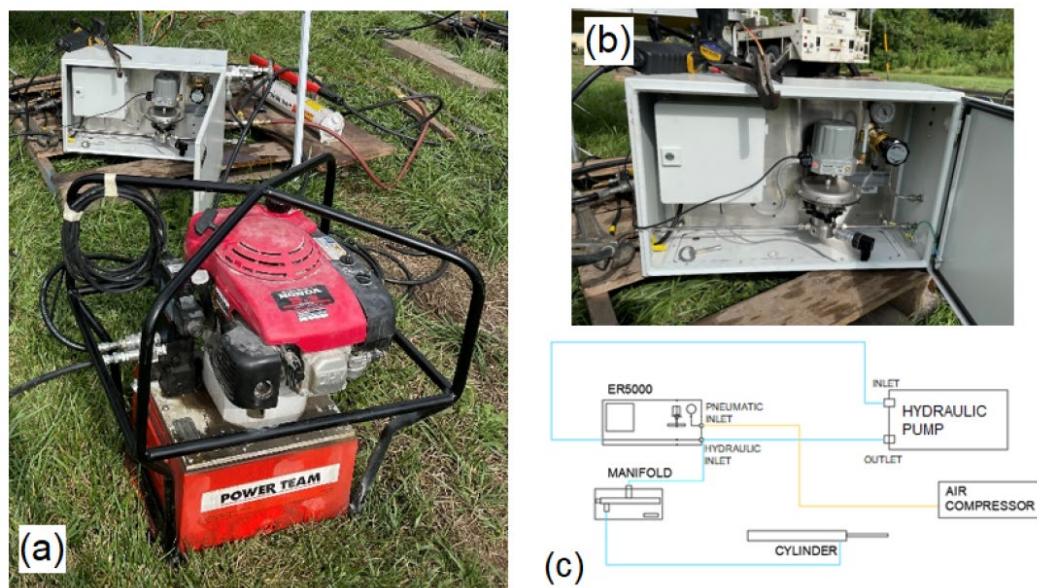 (a)
HONDA
POWER TEAM
(b)
ER5000
PNEUMATIC
INLET
HYDRAULIC
INLET
MANIFOLD
INLET
HYDRAULIC
PUMP
OUTLET
AIR
COMPRESSOR
CYLINDER
(c)